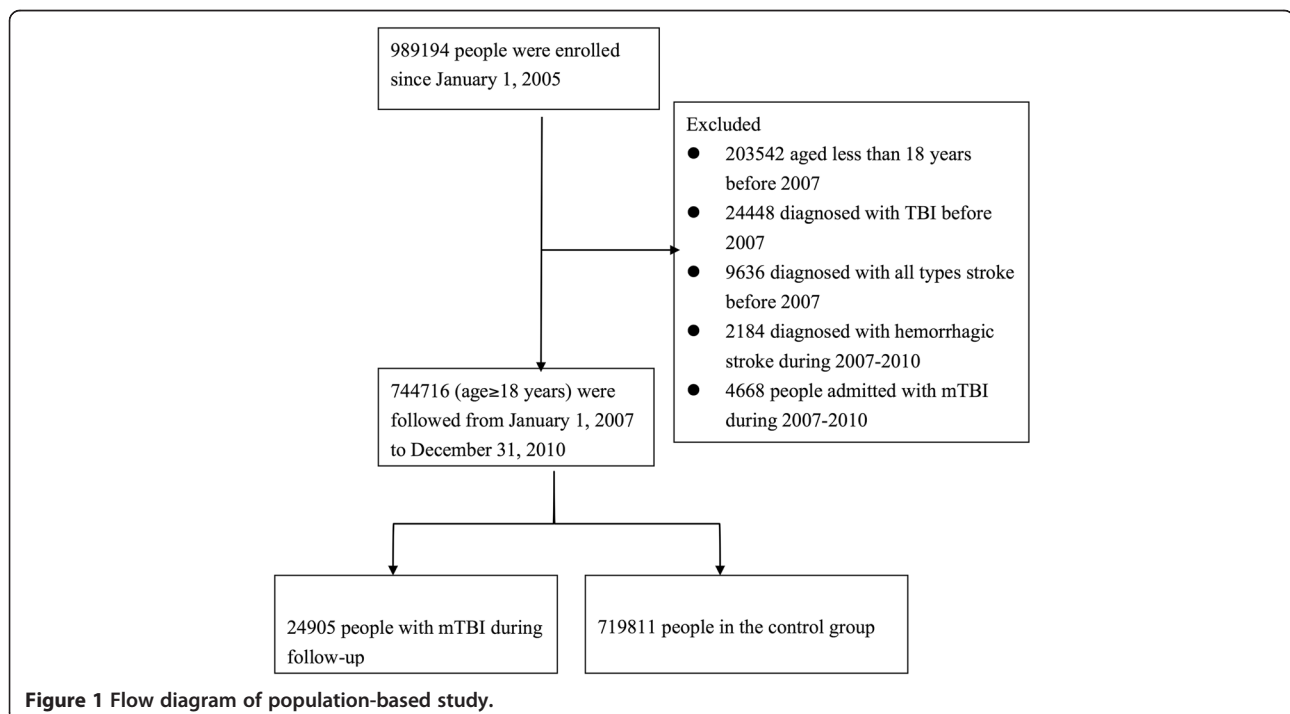 989194 people were enrolled
since January 1, 2005
Excluded
● 203542 aged less than 18 years
before 2007
● 24448 diagnosed with TBI before
2007
● 9636 diagnosed with all types stroke
before 2007
● 2184 diagnosed with hemorrhagic
stroke during 2007-2010
● 4668 people admitted with mTBI
during 2007-2010
744716 (age≥18 years) were
followed from January 1, 2007
to December 31, 2010
24905 people with mTBI during
follow-up
719811 people in the control group
Figure 1 Flow diagram of population-based study.